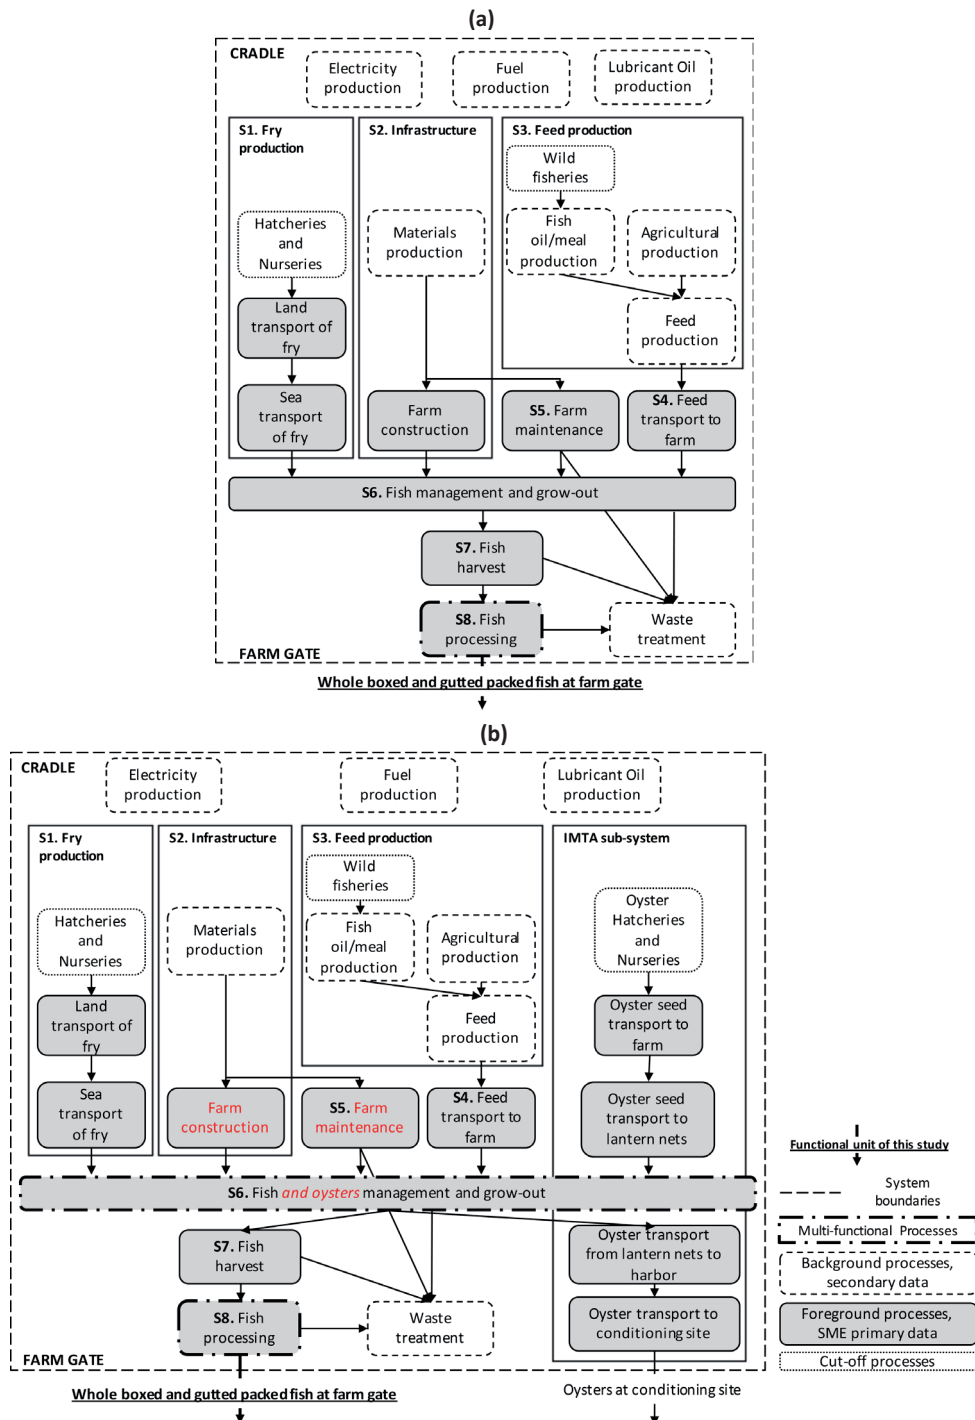 (a)
CRADLE
Electricity
production
Fuel
production
Lubricant Oil
production
S1. Fry
production
S2. Infrastructure
S3. Feed production
Wild
fisheries
Hatcheries
and
Nurseries
Materials
production
Fish
oil/meal
production
Agricultural
production
Land
transport of
fry
Feed
production
Sea
transport
of fry
Farm
construction
S5. Farm
maintenance
S4. Feed
transport to
farm
S6. Fish management and grow-out
S7. Fish
harvest
S8. Fish
processing
Waste
treatment
FARM GATE
Whole boxed and gutted packed fish at farm gate
(b)
CRADLE
Electricity
production
Fuel
production
Lubricant Oil
production
S1. Fry
production
S2. Infrastructure
S3. Feed production
IMTA sub-system
Wild
fisheries
Hatcheries
and
Nurseries
Materials
production
Fish
oil/meal
production
Agricultural
production
Oyster
Hatcheries
and
Nurseries
Land
transport of
fry
Feed
production
Oyster seed
transport to
farm
Sea
transport
of fry
Farm
construction
S5. Farm
maintenance
S4. Feed
transport to
farm
Oyster seed
transport to
lantern nets
S6. Fish and oysters management and grow-out
S7. Fish
harvest
Oyster transport
from lantern nets to
harbor
S8. Fish
processing
Waste
treatment
Oyster transport to
conditioning site
FARM GATE
Whole boxed and gutted packed fish at farm gate
Oysters at conditioning site
Functional unit of this study
System
boundaries
Multi-functional Processes
Background processes,
secondary data
Foreground processes,
SME primary data
Cut-off processes